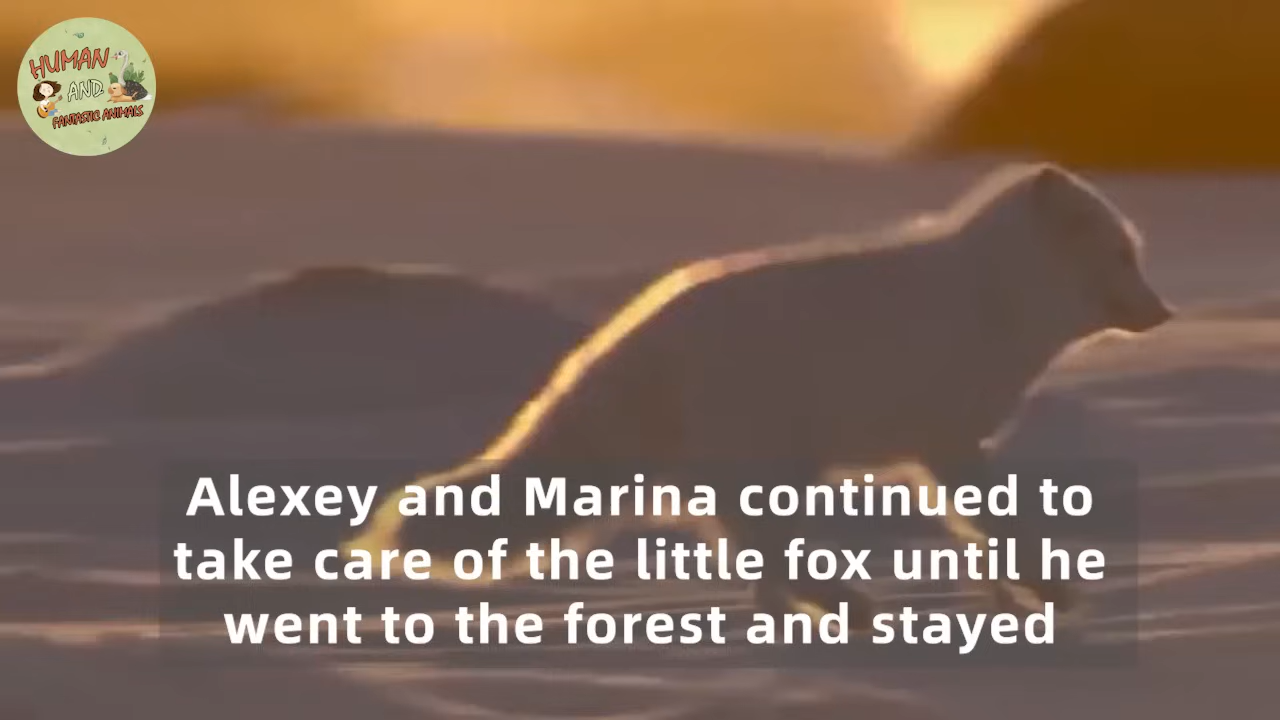 HUMAN
AND
FANTASTIC ANIMALS
Alexey and Marina continued to
take care of the little fox until he
went to the forest and stayed